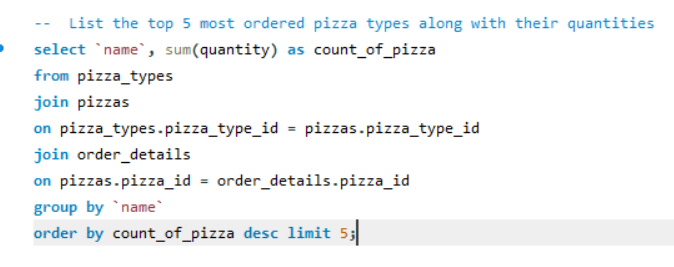 --  List the top 5 most ordered pizza types along with their quantities
select `name`, sum(quantity) as count_of_pizza
from pizza_types
join pizzas
on pizza_types.pizza_type_id = pizzas.pizza_type_id
join order_details
on pizzas.pizza_id = order_details.pizza_id
group by `name`
order by count_of_pizza desc limit 5;